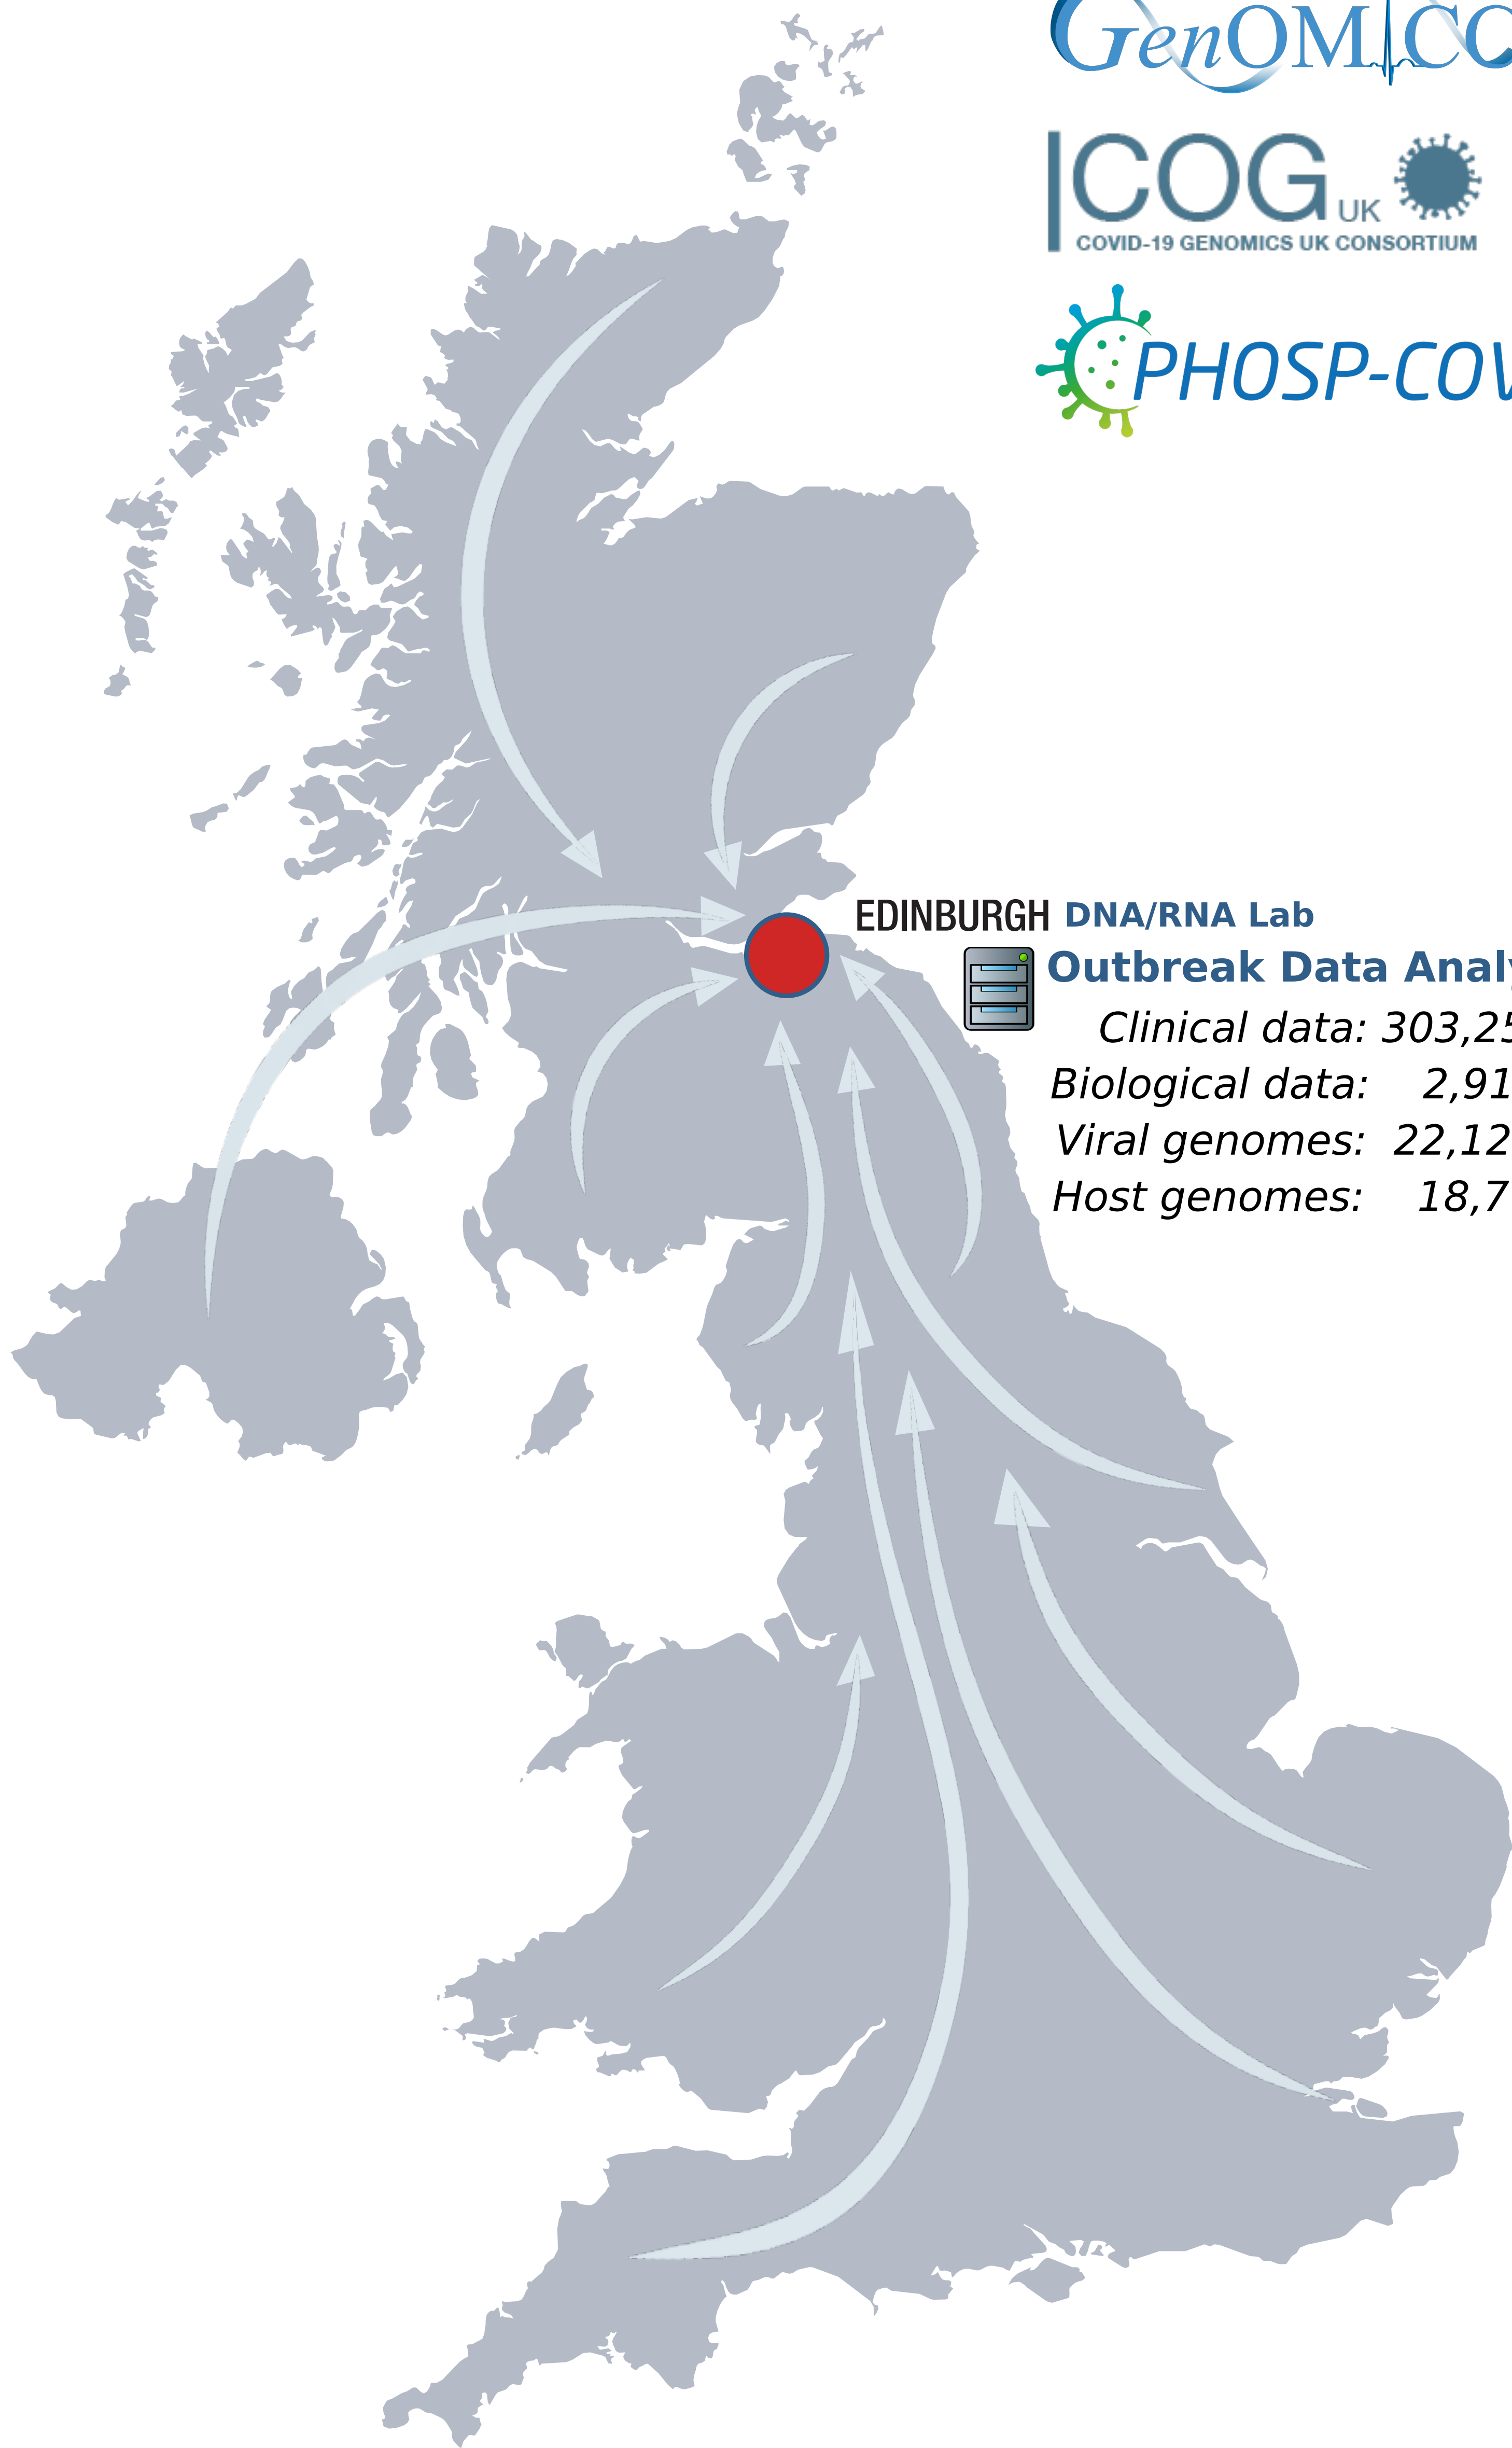 GenOMICC
COG UK
COVID-19 GENOMICS UK CONSORTIUM
PHOSP-COV
EDINBURGH DNA/RNA Lab
Outbreak Data Analy
Clinical data: 303,25
Biological data: 2,91
Viral genomes: 22,12
Host genomes: 18,7